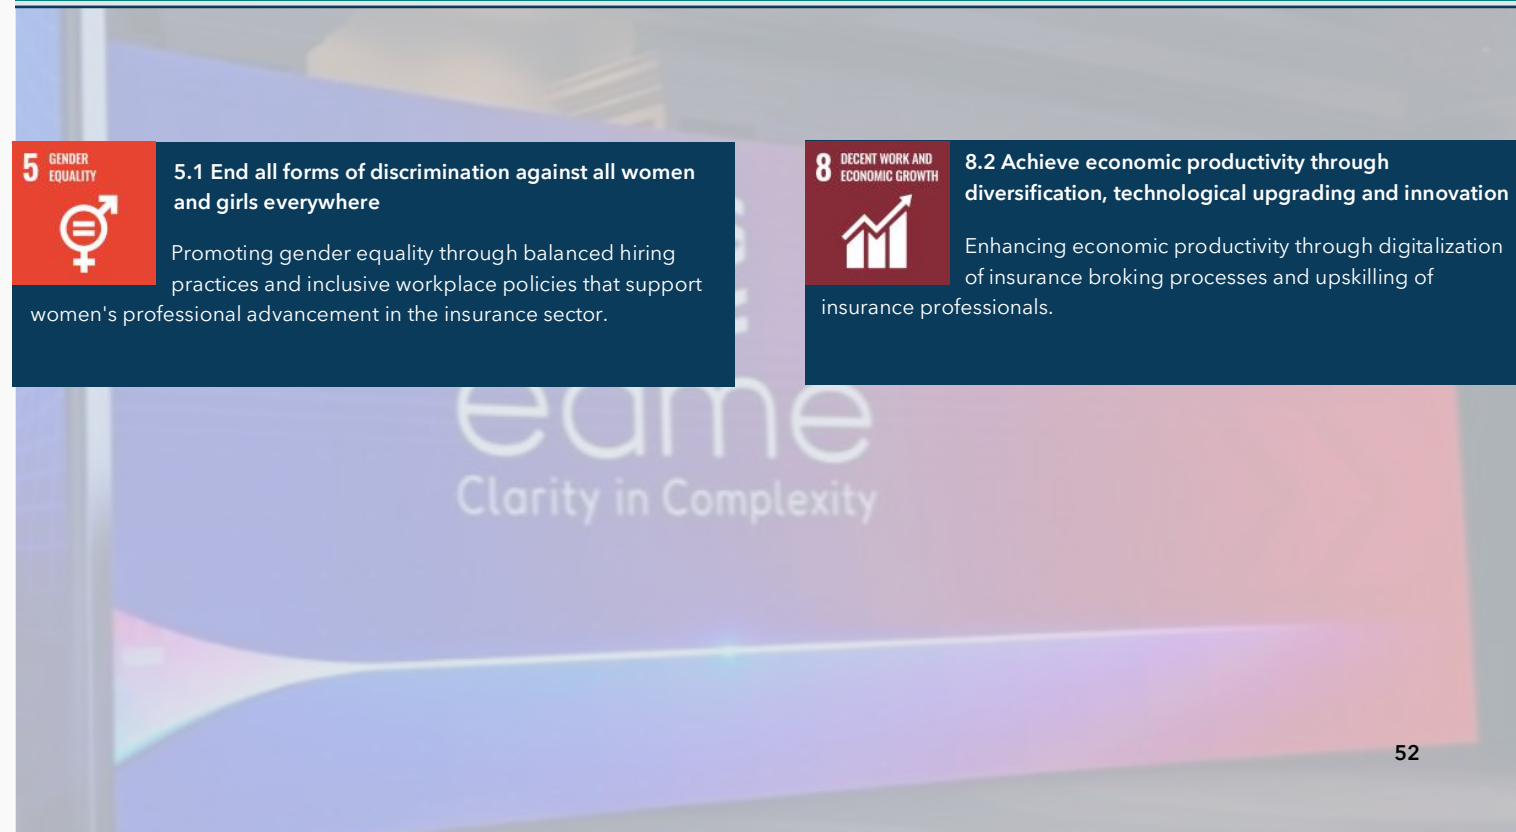 5 GENDER
EQUALITY
5.1 End all forms of discrimination against all women
and girls everywhere
Promoting gender equality through balanced hiring
practices and inclusive workplace policies that support
women's professional advancement in the insurance sector.
8 DECENT WORK AND
ECONOMIC GROWTH
8.2 Achieve economic productivity through
diversification, technological upgrading and innovation
Enhancing economic productivity through digitalization
of insurance broking processes and upskilling of
insurance professionals.
Clarity in Complexity
52